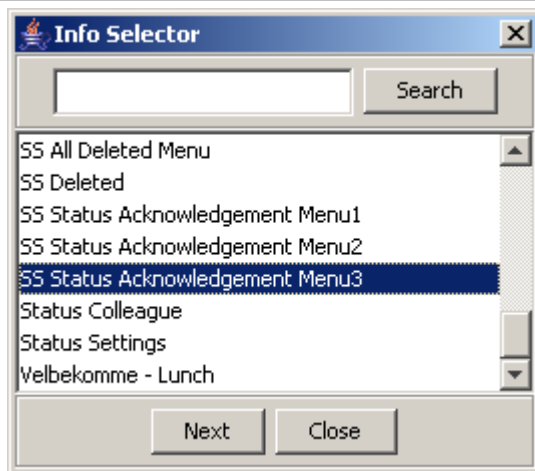 Info Selector
Search
SS All Deleted Menu
SS Deleted
SS Status Acknowledgement Menu1
SS Status Acknowledgement Menu2
SS Status Acknowledgement Menu3
Status Colleague
Status Settings
Velbekomme - Lunch
Next Close